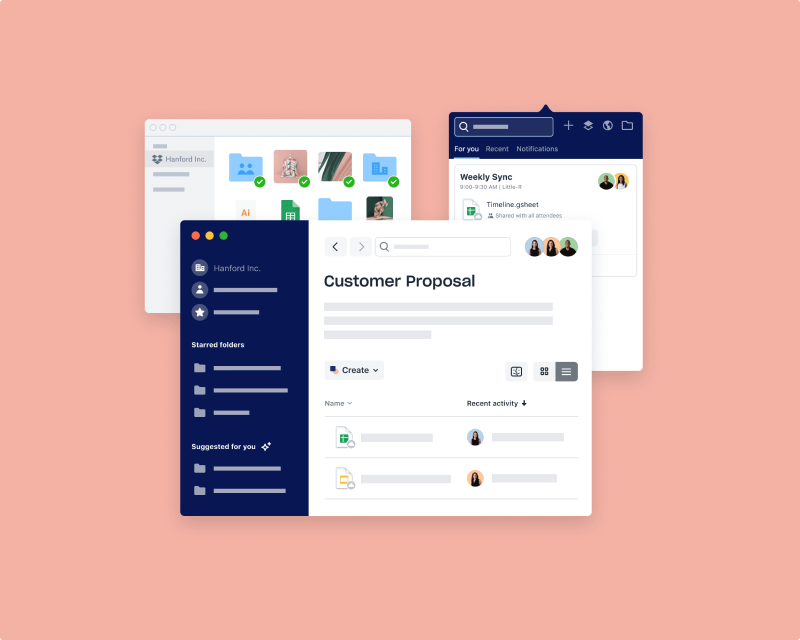 Hanford Inc.
Ai
For you
Recent
Notifications
Weekly Sync
9:00-9:30 AM | Little-R
Timeline.gsheet
Shared with all attendees
Hanford Inc.
Starred folders
Suggested for you
Customer Proposal
Create
Name
Recent activity